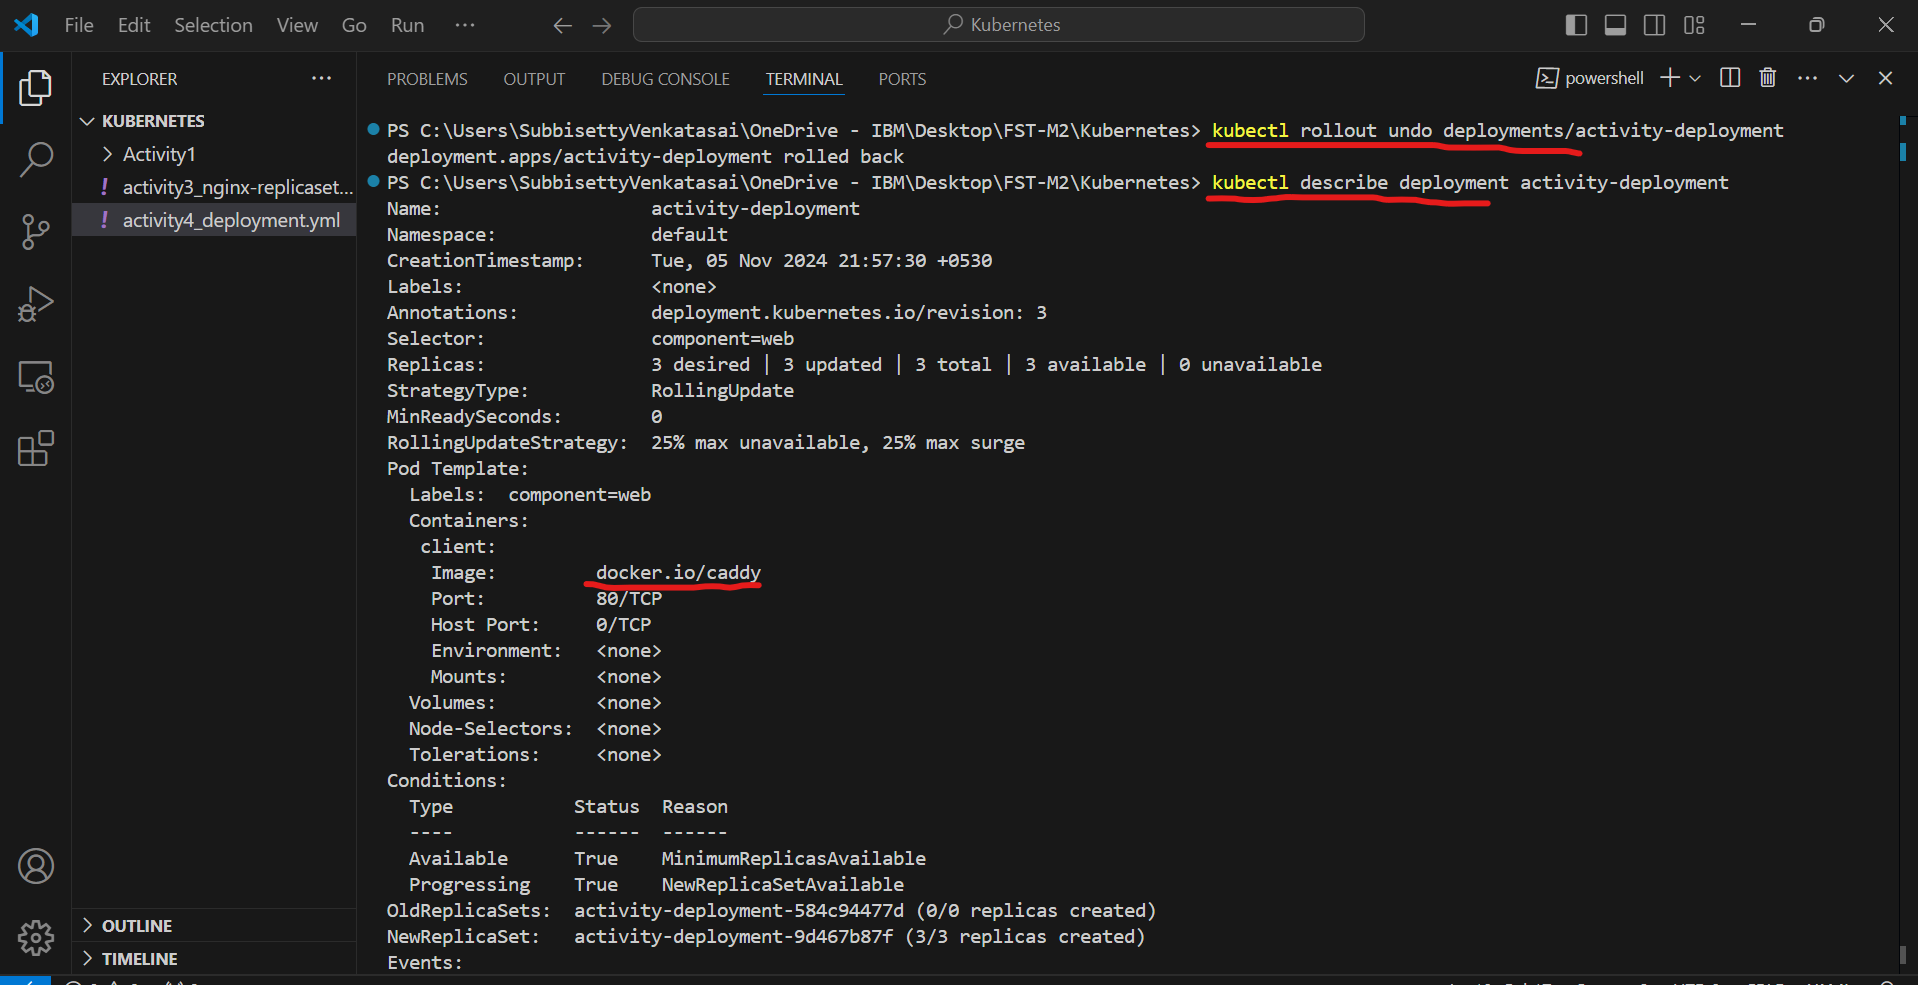 File Edit Selection View Go Run ···
Kubernetes
EXPLORER
KUBERNETES
Activity1
! activity3_nginx-replicaset...
! activity4_deployment.yml
OUTLINE
TIMELINE
PROBLEMS OUTPUT DEBUG CONSOLE TERMINAL PORTS
powershell
PS C:\Users\SubbisettyVenkatasai\OneDrive - IBM\Desktop\FST-M2\Kubernetes> kubectl rollout undo deployments/activity-deployment
deployment.apps/activity-deployment rolled back
PS C:\Users\SubbisettyVenkatasai\OneDrive - IBM\Desktop\FST-M2\Kubernetes> kubectl describe deployment activity-deployment
Name: activity-deployment
Namespace: default
CreationTimestamp: Tue, 05 Nov 2024 21:57:30 +0530
Labels: <none>
Annotations: deployment.kubernetes.io/revision: 3
Selector: component=web
Replicas: 3 desired | 3 updated | 3 total | 3 available | 0 unavailable
StrategyType: RollingUpdate
MinReadySeconds: 0
RollingUpdateStrategy: 25% max unavailable, 25% max surge
Pod Template:
Labels: component=web
Containers:
client:
Image: docker.io/caddy
Port: 80/TCP
Host Port: 0/TCP
Environment: <none>
Mounts: <none>
Volumes: <none>
Node-Selectors: <none>
Tolerations: <none>
Conditions:
Type Status Reason
---- ------ ------
Available True MinimumReplicasAvailable
Progressing True NewReplicaSetAvailable
OldReplicaSets: activity-deployment-584c94477d (0/0 replicas created)
NewReplicaSet: activity-deployment-9d467b87f (3/3 replicas created)
Events: